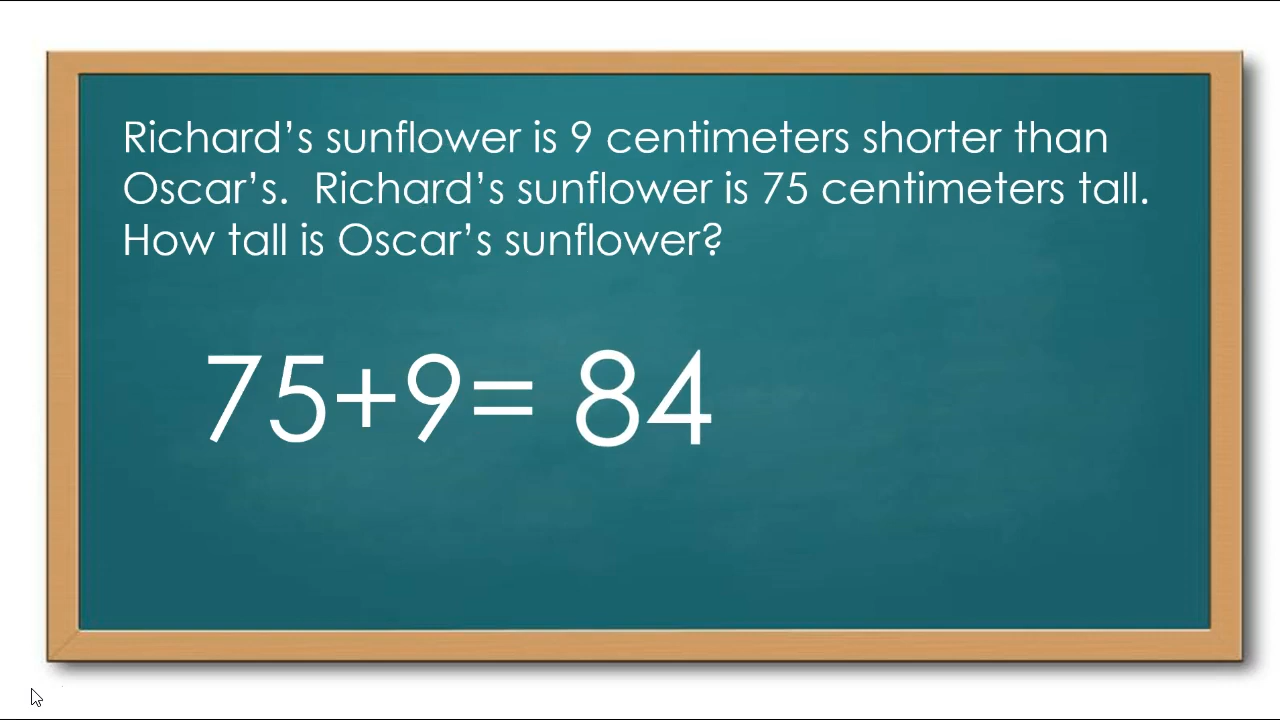 Richard’s sunflower is 9 centimeters shorter than
Oscar’s.  Richard’s sunflower is 75 centimeters tall.
How tall is Oscar’s sunflower?
75+9= 84